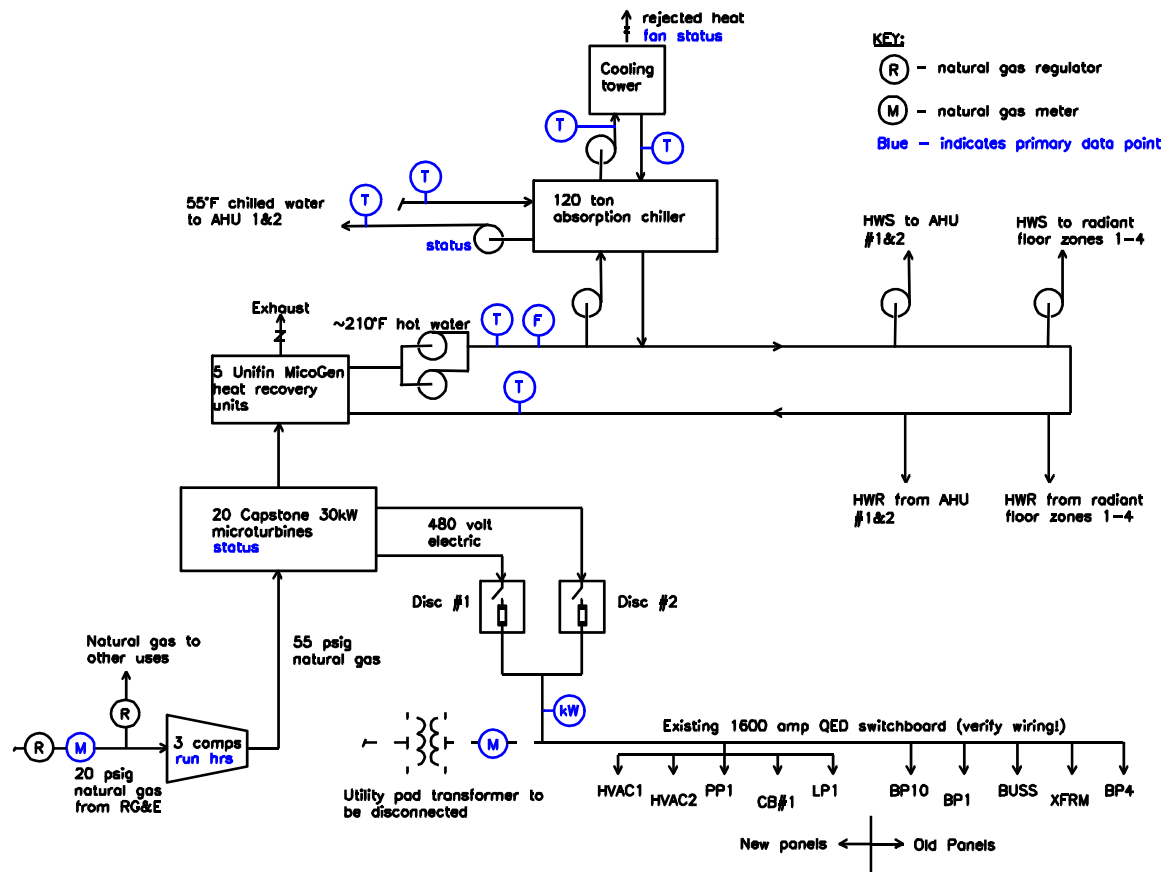 rejected heat
fan status
KEY:
Cooling
tower
R
- natural gas regulator
M
- natural gas meter
Blue - indicates primary data point
T
T
T
T
55°F chilled water
to AHU 1&2
status
120 ton
absorption chiller
HWS to AHU
#1&2
HWS to radiant
floor zones 1-4
Exhaust
~210°F hot water
T
F
5 Unifin MicoGen
heat recovery
units
T
HWR from AHU
#1&2
HWR from radiant
floor zones 1-4
20 Capstone 30kW
microturbines
status
480 volt
electric
Disc #1
Disc #2
Natural gas to
other uses
55 psig
natural gas
R
R
M
3 comps
run hrs
20 psig
natural gas
from RG&E
kW
M
Utility pad transformer to
be disconnected
Existing 1600 amp QED switchboard (verify wiring!)
HVAC1
HVAC2
PP1
CB#1
LP1
BP10
BP1
BUSS
XFRM
BP4
New panels
Old Panels